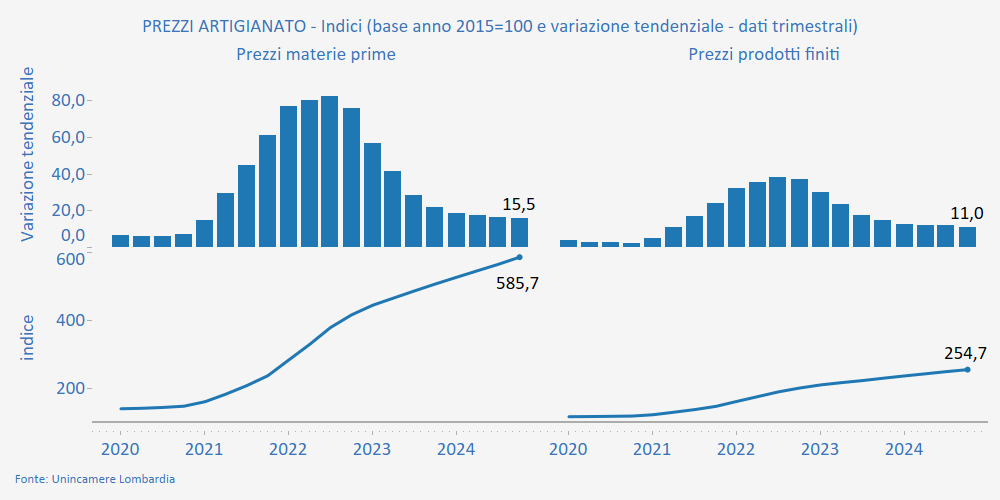 PREZZI ARTIGIANATO - Indici (base anno 2015=100 e variazione tendenziale - dati trimestrali)
Prezzi materie prime
Prezzi prodotti finiti
Variazione tendenziale
80,0
60,0
40,0
20,0
0,0
15,5
11,0
indice
600
400
200
585,7
254,7
2020 2021 2022 2023 2024
2020 2021 2022 2023 2024
Fonte: Unincamere Lombardia